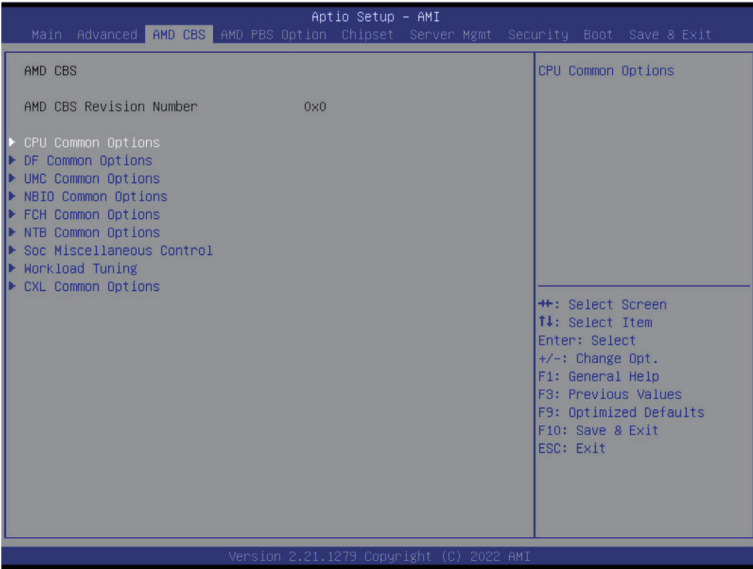 Aptio Setup - AMI
Main Advanced AMD CBS AMD PBS Option Chipset Server Mgmt Security Boot Save & Exit
AMD CBS
AMD CBS Revision Number 0x0
CPU Common Options
DF Common Options
UMC Common Options
NBIO Common Options
FCH Common Options
NTB Common Options
Soc Miscellaneous Control
Workload Tuning
CXL Common Options
CPU Common Options
→←: Select Screen
↑↓: Select Item
Enter: Select
+/-: Change Opt.
F1: General Help
F3: Previous Values
F9: Optimized Defaults
F10: Save & Exit
ESC: Exit
Version 2.21.1279 Copyright (C) 2022 AMI